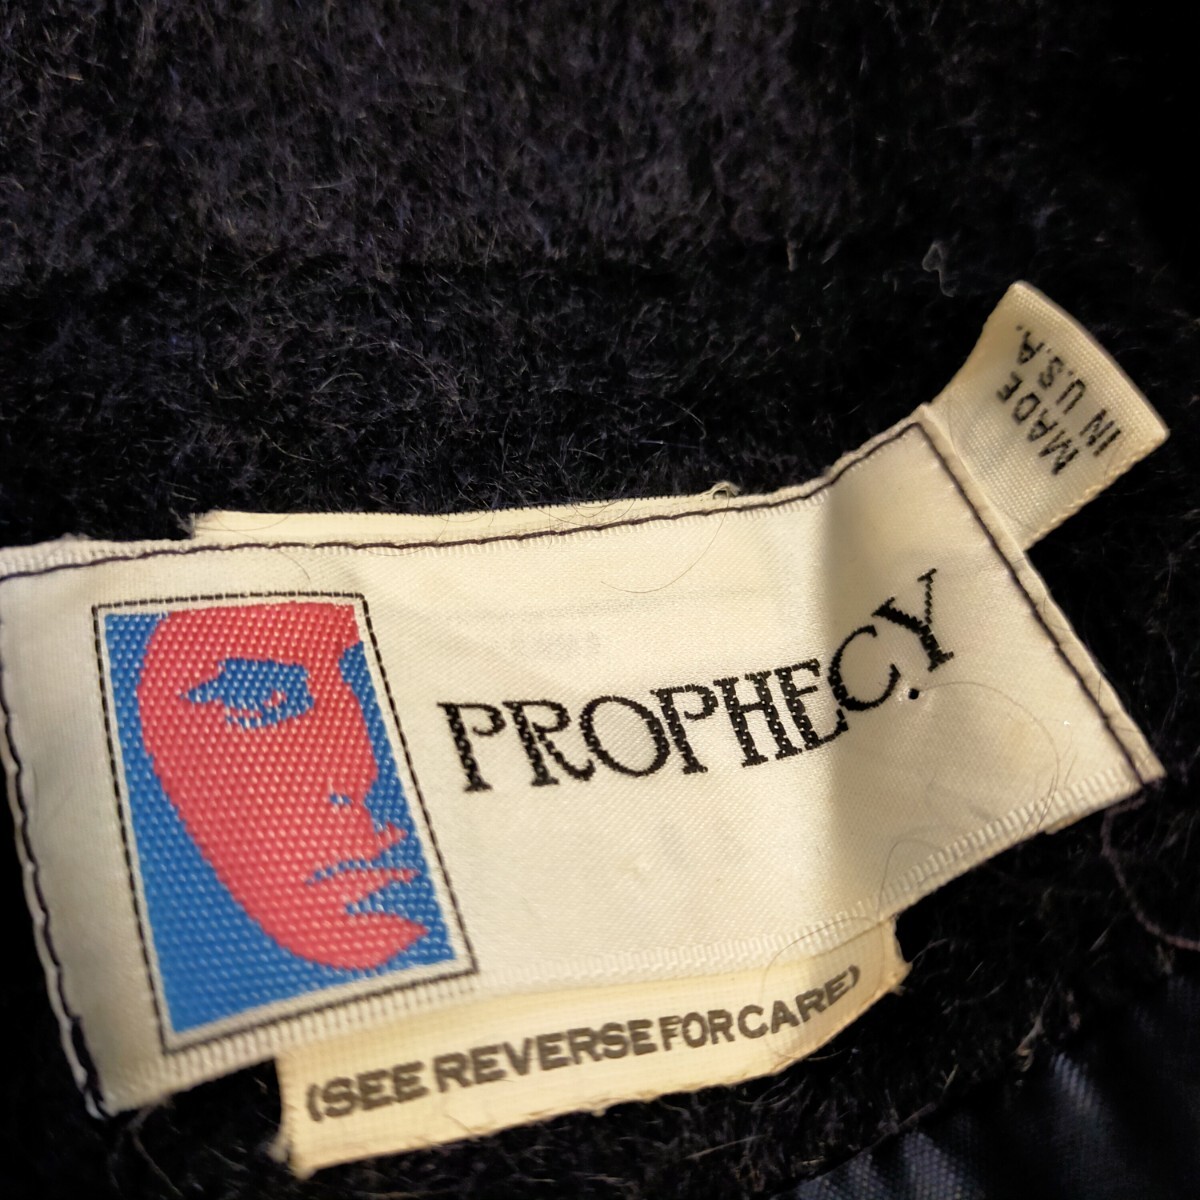 MADE
IN U.S.A.
PROPHECY
(SEE REVERSE FOR CARE)